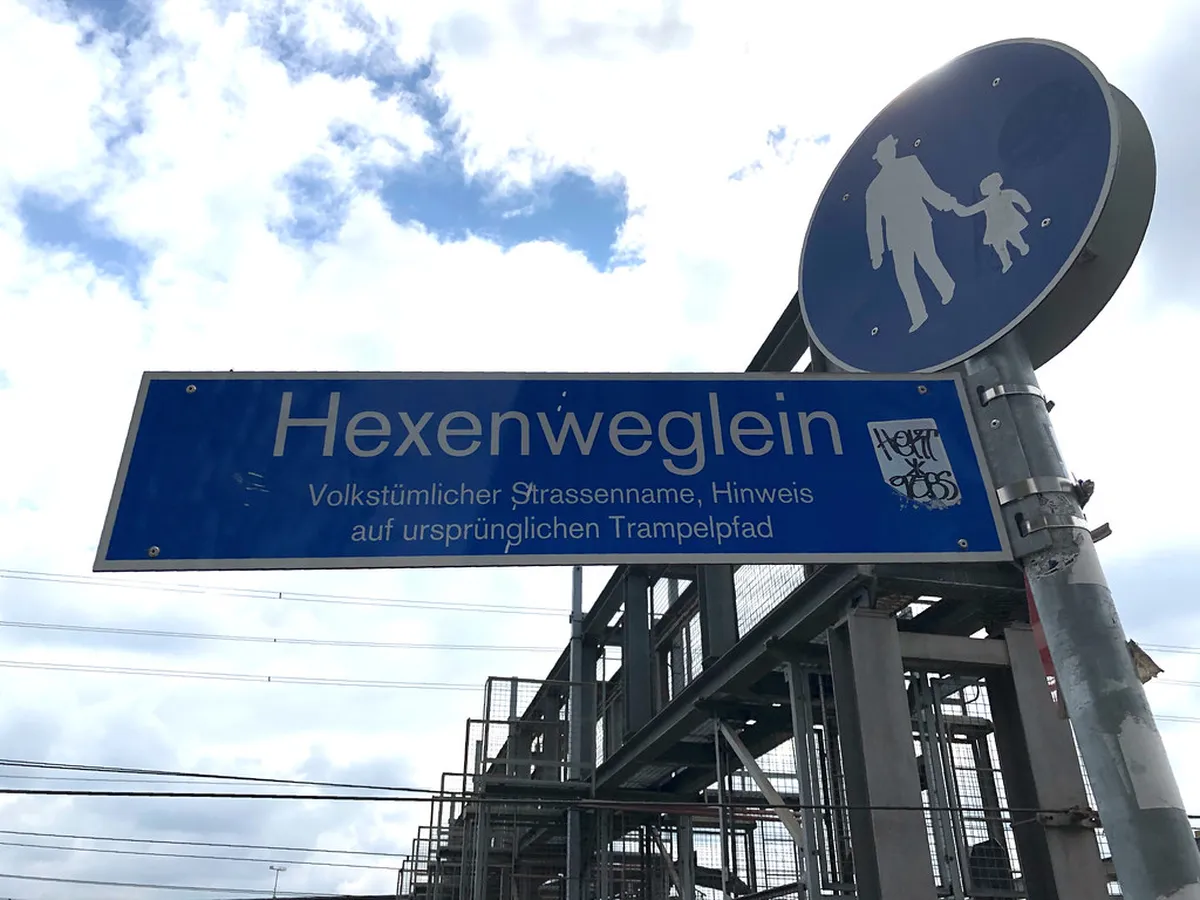 Hexenweglein
Volkstümlicher Strassenname, Hinweis
auf ursprünglichen Trampelpfad